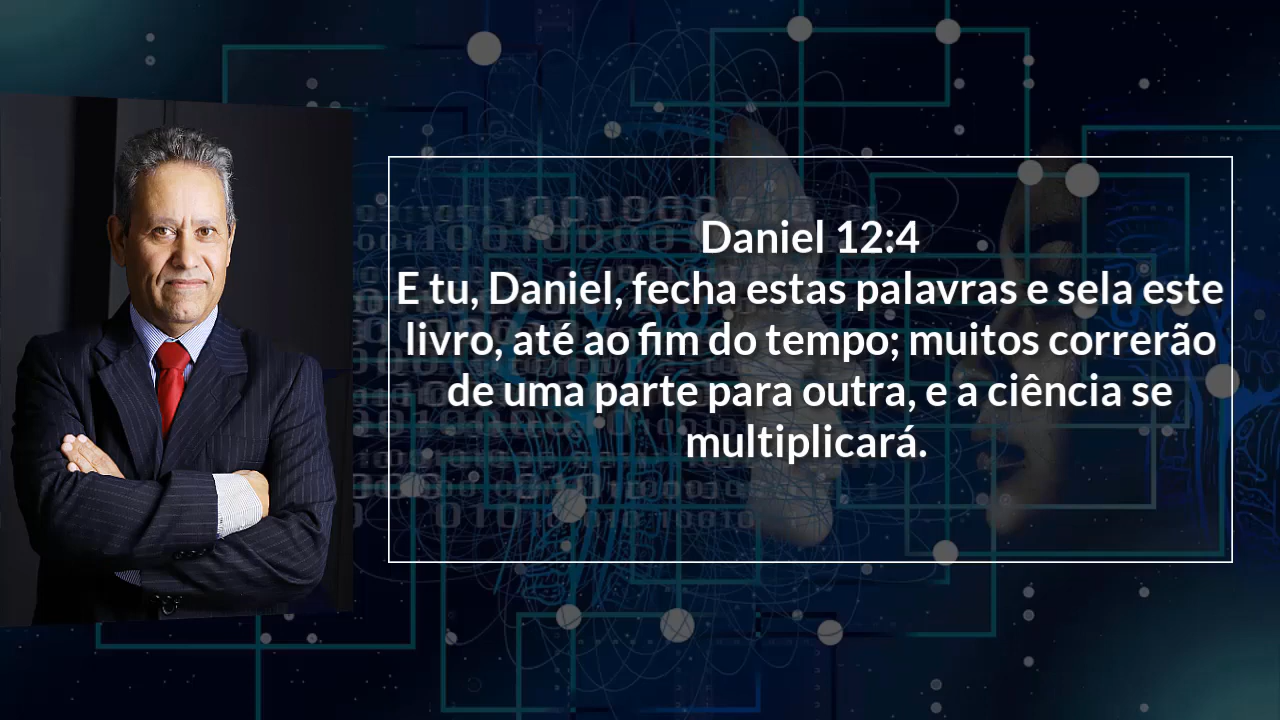 Daniel 12:4
E tu, Daniel, fecha estas palavras e sela este
livro, até ao fim do tempo; muitos correrão
de uma parte para outra, e a ciência se
multiplicará.